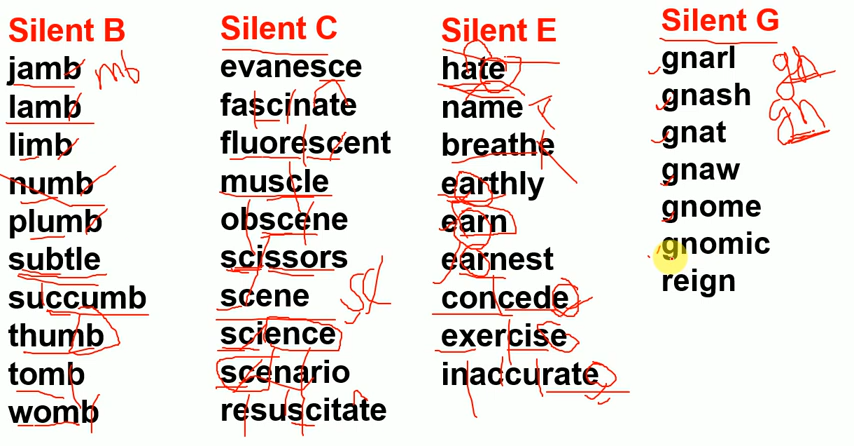 Silent B
jamb
lamb
limb
numb
plumb
subtle
succumb
thumb
tomb
womb
mb
Silent C
evanesce
fascinate
fluorescent
muscle
obscene
scissors
scene
science
scenario
resuscitate
Silent E
hate
name
breathe
earthly
earn
earnest
concede
exercise
inaccurate
Silent G
gnarl
gnash
gnat
gnaw
gnome
gnomic
reign
gn